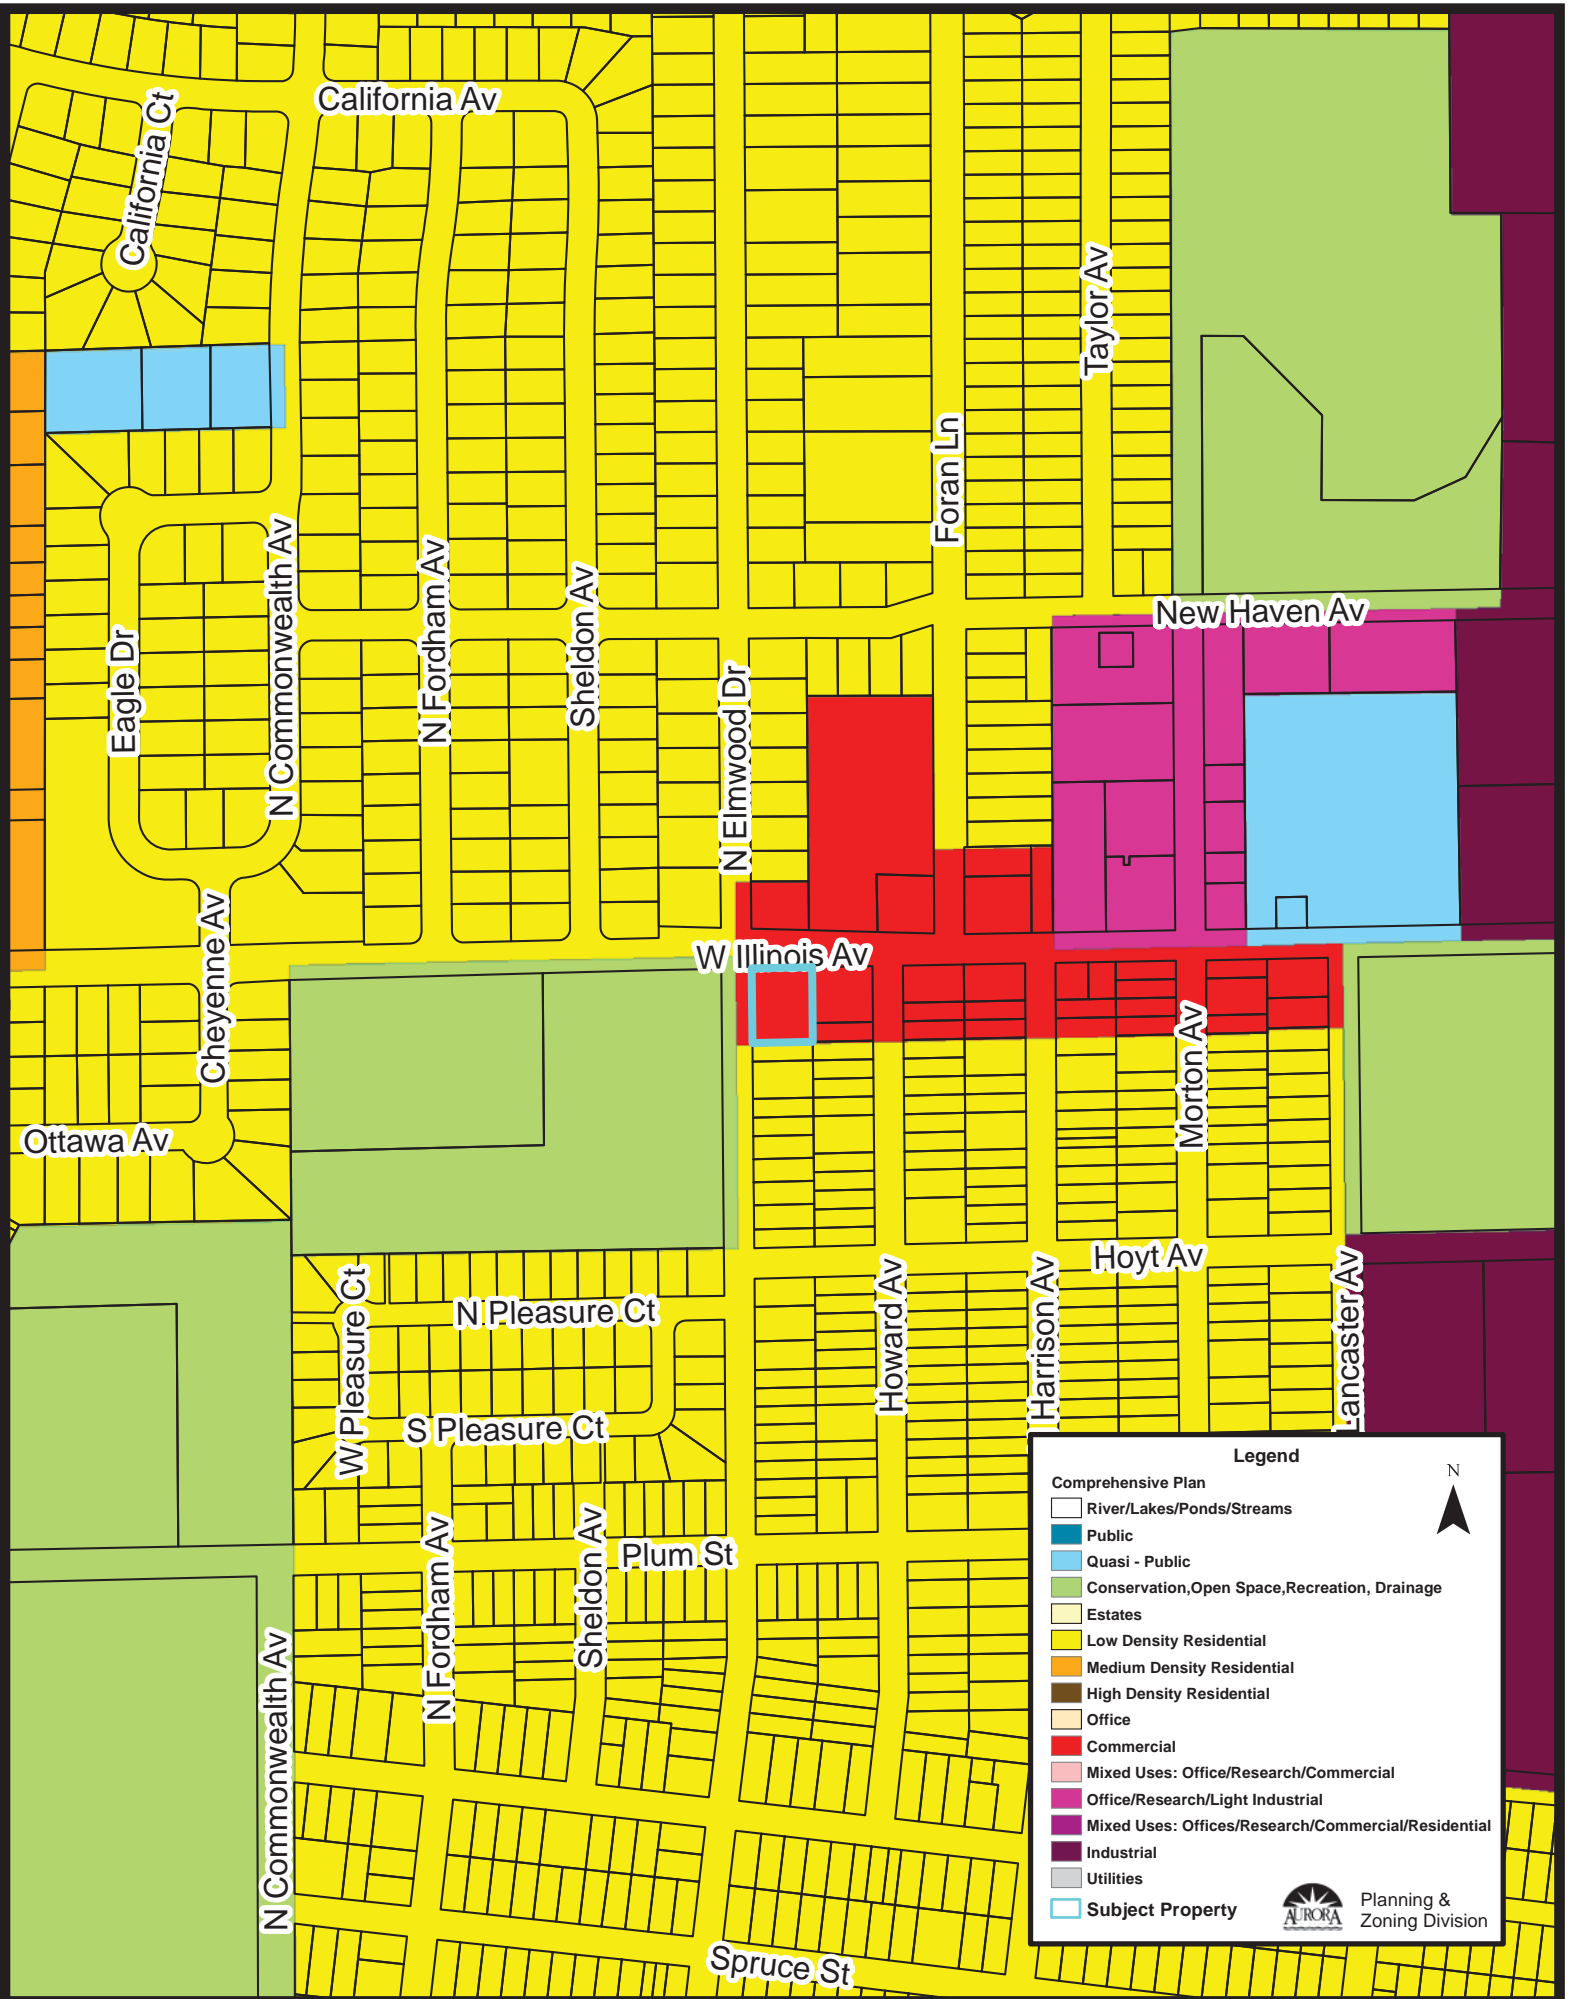 California Av
California Ct
Taylor Av
Foran Ln
N Commonwealth Av
N Fordham Av
Sheldon Av
New Haven Av
Eagle Dr
N Elmwood Dr
Cheyenne Av
W Illinois Av
Morton Av
Ottawa Av
Hoyt Av
Howard Av
Harrison Av
Lancaster Av
W Pleasure Ct
N Pleasure Ct
S Pleasure Ct
N Fordham Av
Sheldon Av
Plum St
N Commonwealth Av
Spruce St
Legend
N
Comprehensive Plan
River/Lakes/Ponds/Streams
Public
Quasi - Public
Conservation,Open Space,Recreation, Drainage
Estates
Low Density Residential
Medium Density Residential
High Density Residential
Office
Commercial
Mixed Uses: Office/Research/Commercial
Office/Research/Light Industrial
Mixed Uses: Offices/Research/Commercial/Residential
Industrial
Utilities
Subject Property
AURORA
Planning &
Zoning Division